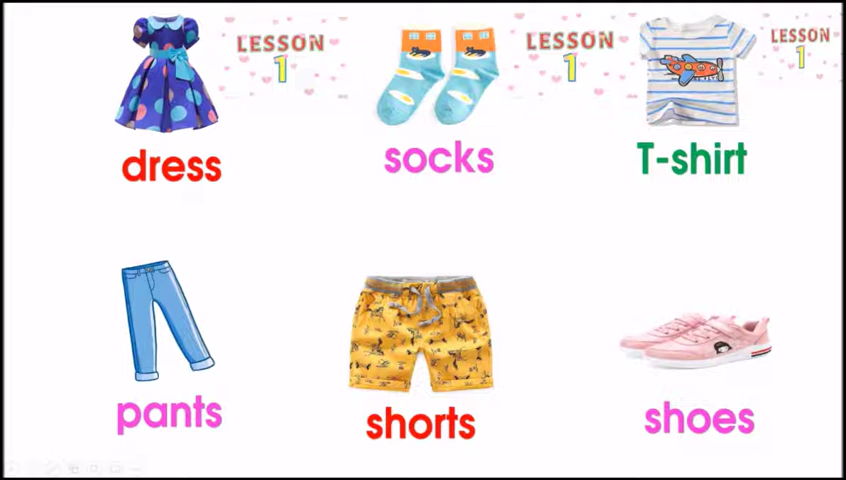 LESSON
1
LESSON
1
LESSON
1
dress
socks
T-shirt
pants
shorts
shoes